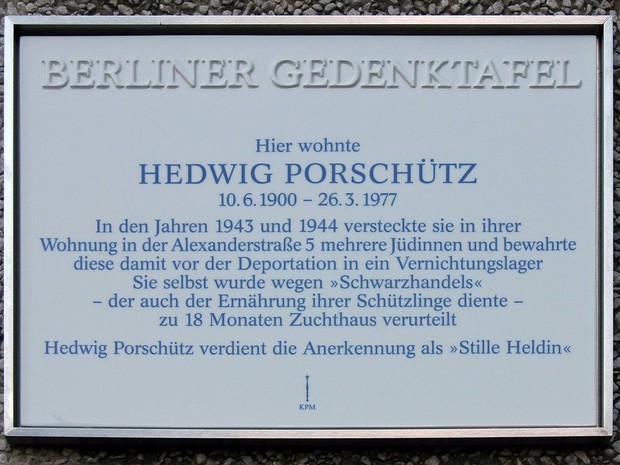 BERLINER GEDENKTAFEL
Hier wohnte
HEDWIG PORSCHÜTZ
10. 6. 1900 – 26. 3. 1977
In den Jahren 1943 und 1944 versteckte sie in ihrer
Wohnung in der Alexanderstraße 5 mehrere Jüdinnen und bewahrte
diese damit vor der Deportation in ein Vernichtungslager
Sie selbst wurde wegen »Schwarzhandels«
– der auch der Ernährung ihrer Schützlinge diente –
zu 18 Monaten Zuchthaus verurteilt
Hedwig Porschütz verdient die Anerkennung als »Stille Heldin«
KPM